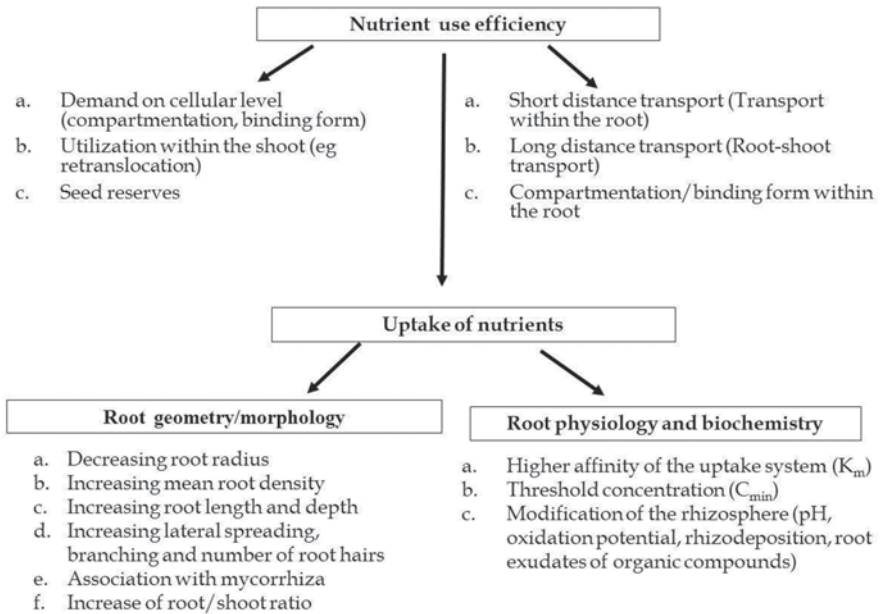 Nutrient use efficiency
a. Demand on cellular level
(compartmentation, binding form)
b. Utilization within the shoot (eg
retranslocation)
c. Seed reserves
a. Short distance transport (Transport
within the root)
b. Long distance transport (Root-shoot
transport)
c. Compartmentation/binding form within
the root
Uptake of nutrients
Root geometry/morphology
a. Decreasing root radius
b. Increasing mean root density
c. Increasing root length and depth
d. Increasing lateral spreading,
branching and number of root hairs
e. Association with mycorrhiza
f. Increase of root/shoot ratio
Root physiology and biochemistry
a. Higher affinity of the uptake system (Km)
b. Threshold concentration (Cmin)
c. Modification of the rhizosphere (pH,
oxidation potential, rhizodeposition, root
exudates of organic compounds)